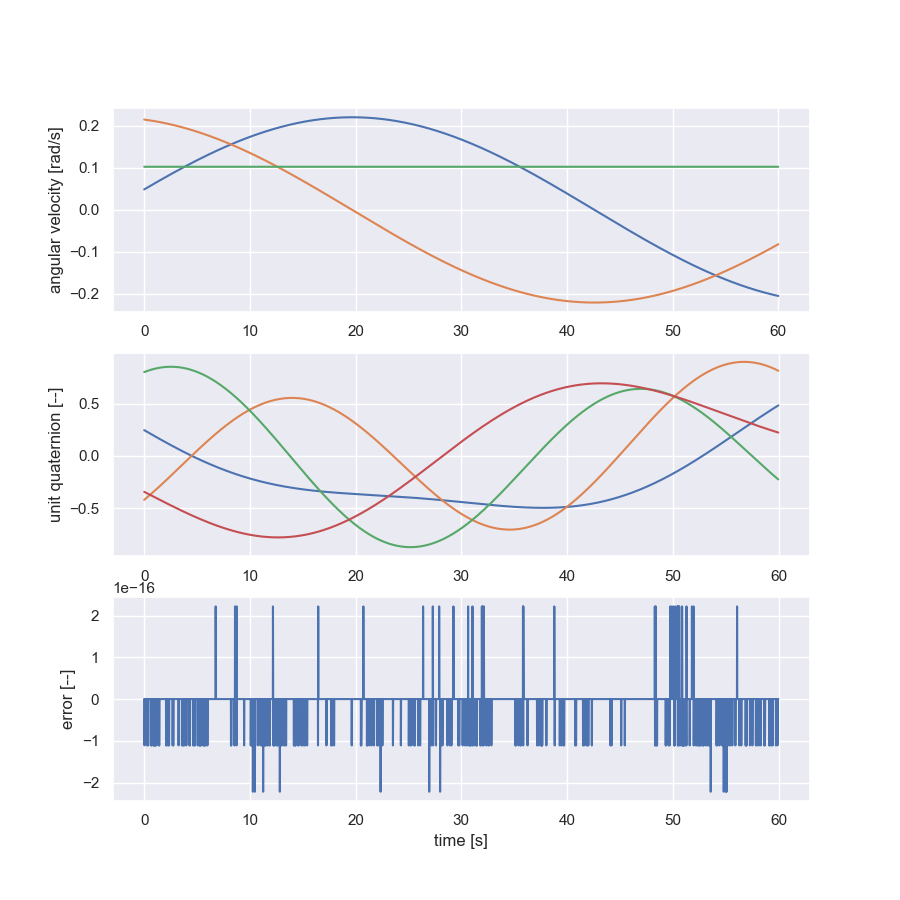 angular velocity [rad/s]
0.2
0.1
0.0
−0.1
−0.2
0 10 20 30 40 50 60
unit quaternion [--]
0.5
0.0
−0.5
0 10 20 30 40 50 60
1e−16
error [--]
2
1
0
−1
−2
0 10 20 30 40 50 60
time [s]